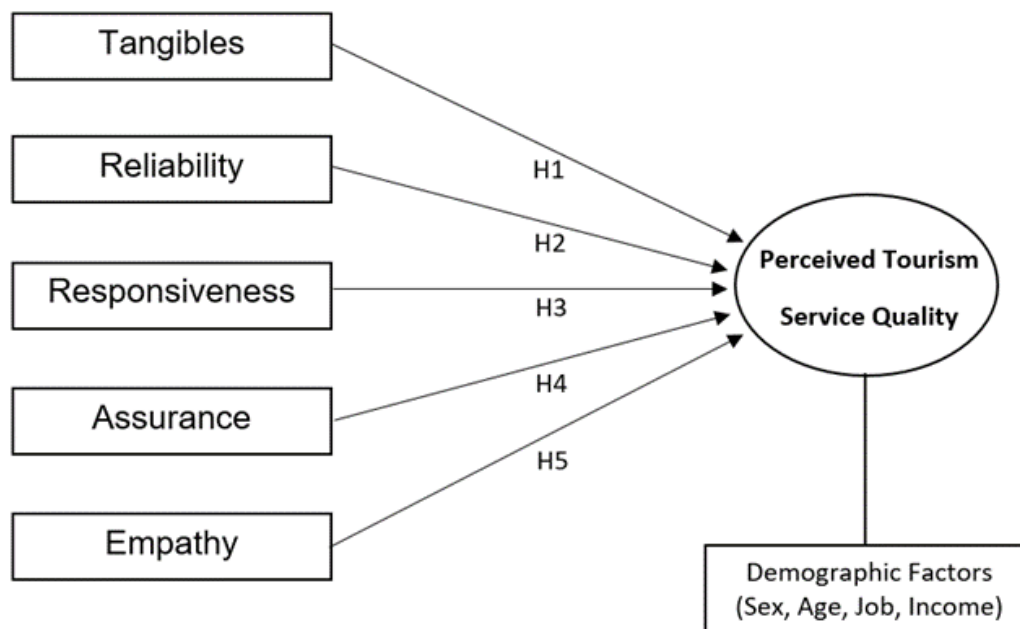 Tangibles
Reliability
Responsiveness
Assurance
Empathy
H1
H2
H3
H4
H5
Perceived Tourism
Service Quality
Demographic Factors
(Sex, Age, Job, Income)